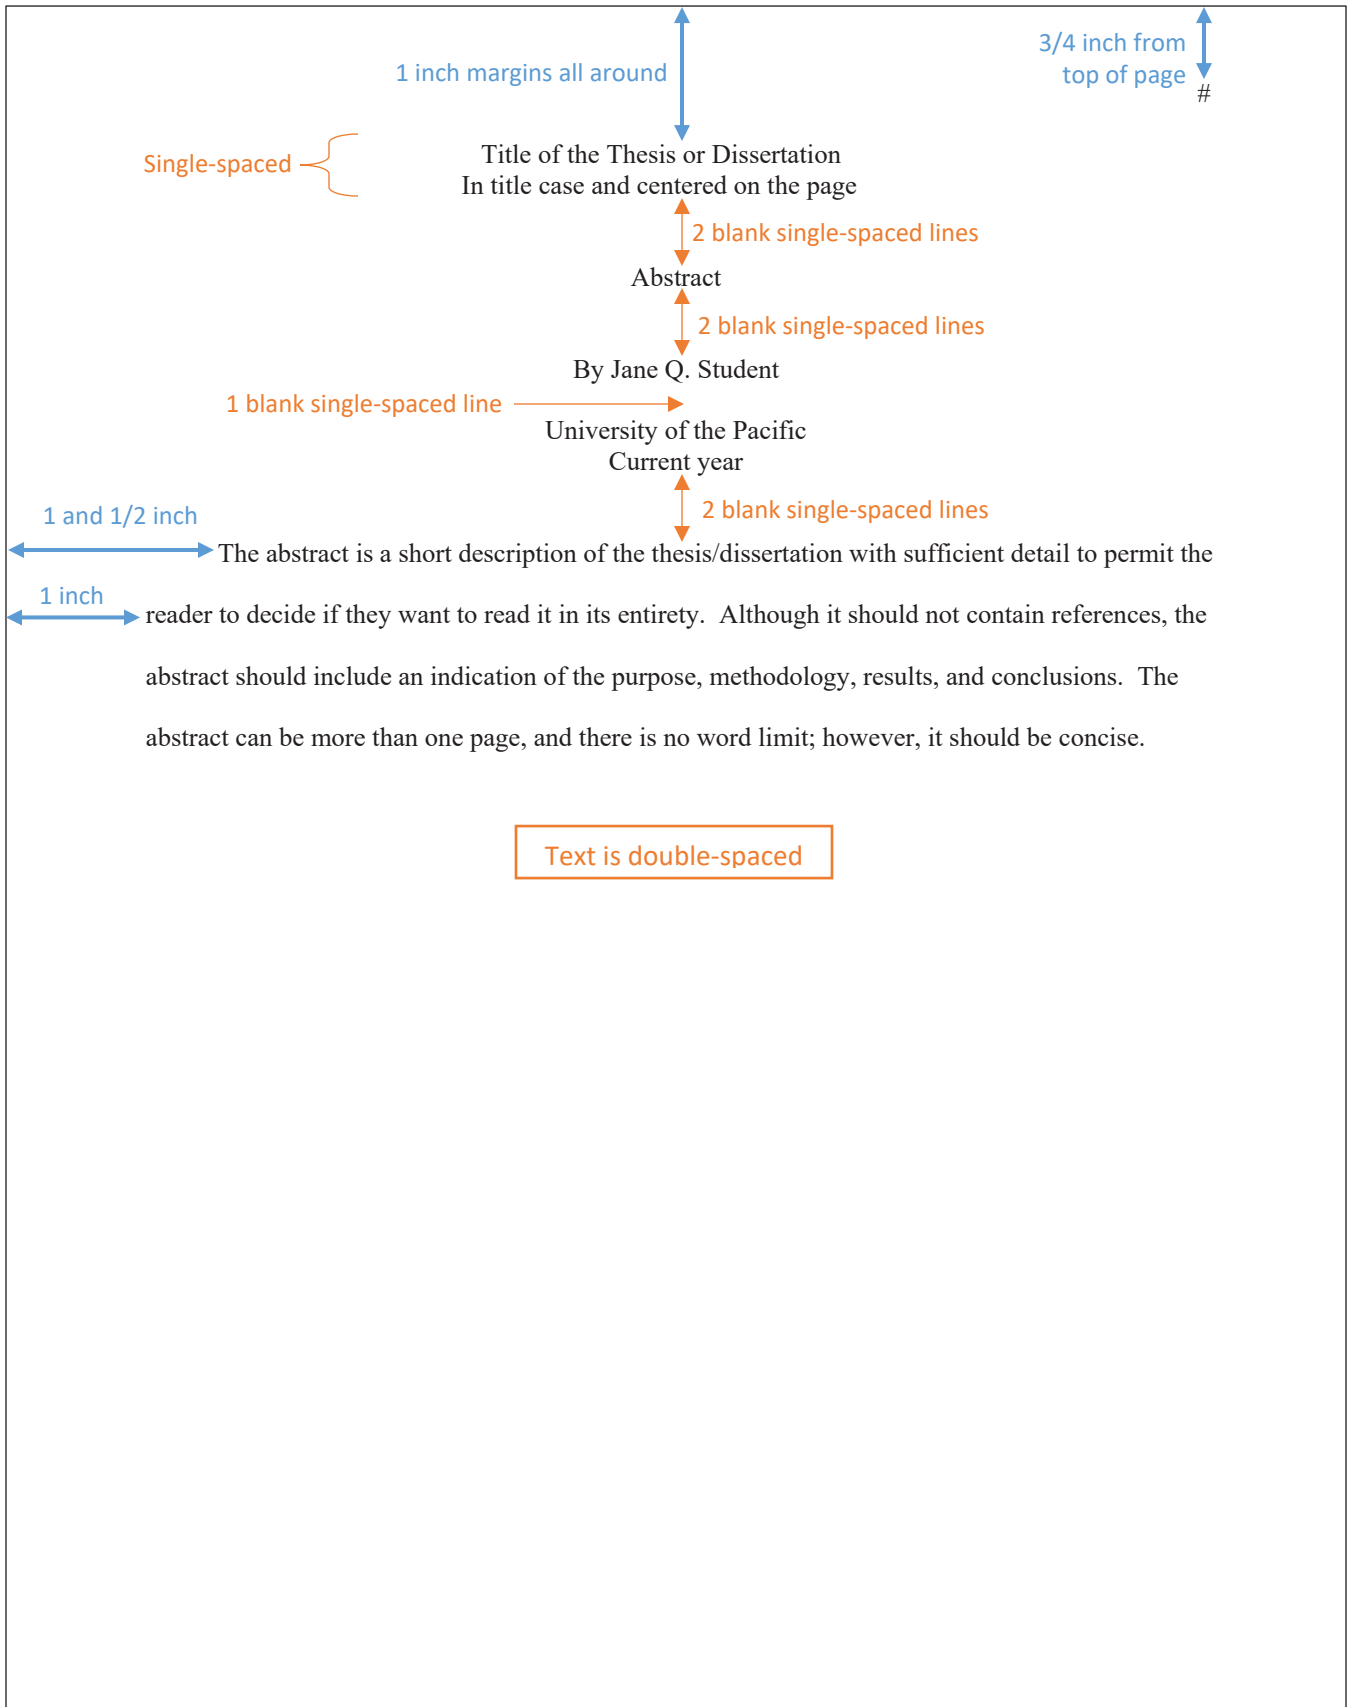 1 inch margins all around
3/4 inch from
top of page
#
Single-spaced
Title of the Thesis or Dissertation
In title case and centered on the page
2 blank single-spaced lines
Abstract
2 blank single-spaced lines
By Jane Q. Student
1 blank single-spaced line
University of the Pacific
Current year
2 blank single-spaced lines
1 and 1/2 inch
The abstract is a short description of the thesis/dissertation with sufficient detail to permit the
1 inch
reader to decide if they want to read it in its entirety.  Although it should not contain references, the
abstract should include an indication of the purpose, methodology, results, and conclusions.  The
abstract can be more than one page, and there is no word limit; however, it should be concise.
Text is double-spaced